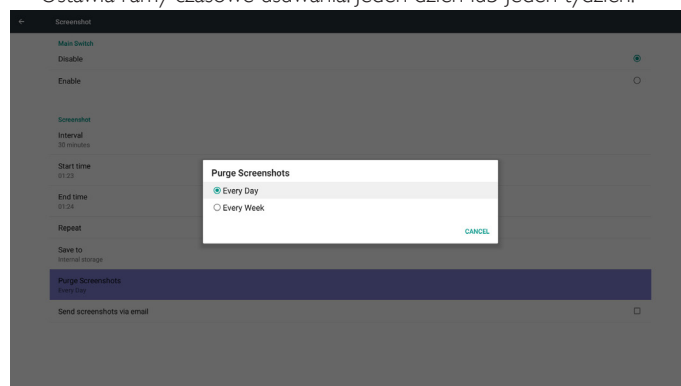 Ustawia ramy czasowe usuwania: jeden dzień lub jeden tydzień.
Screenshot
Main Switch
Disable
Enable
Screenshot
Interval
30 minutes
Start time
01:23
End time
01:24
Repeat
Save to
Internal storage
Purge Screenshots
Every Day
Send screenshots via email
Purge Screenshots
Every Day
Every Week
CANCEL